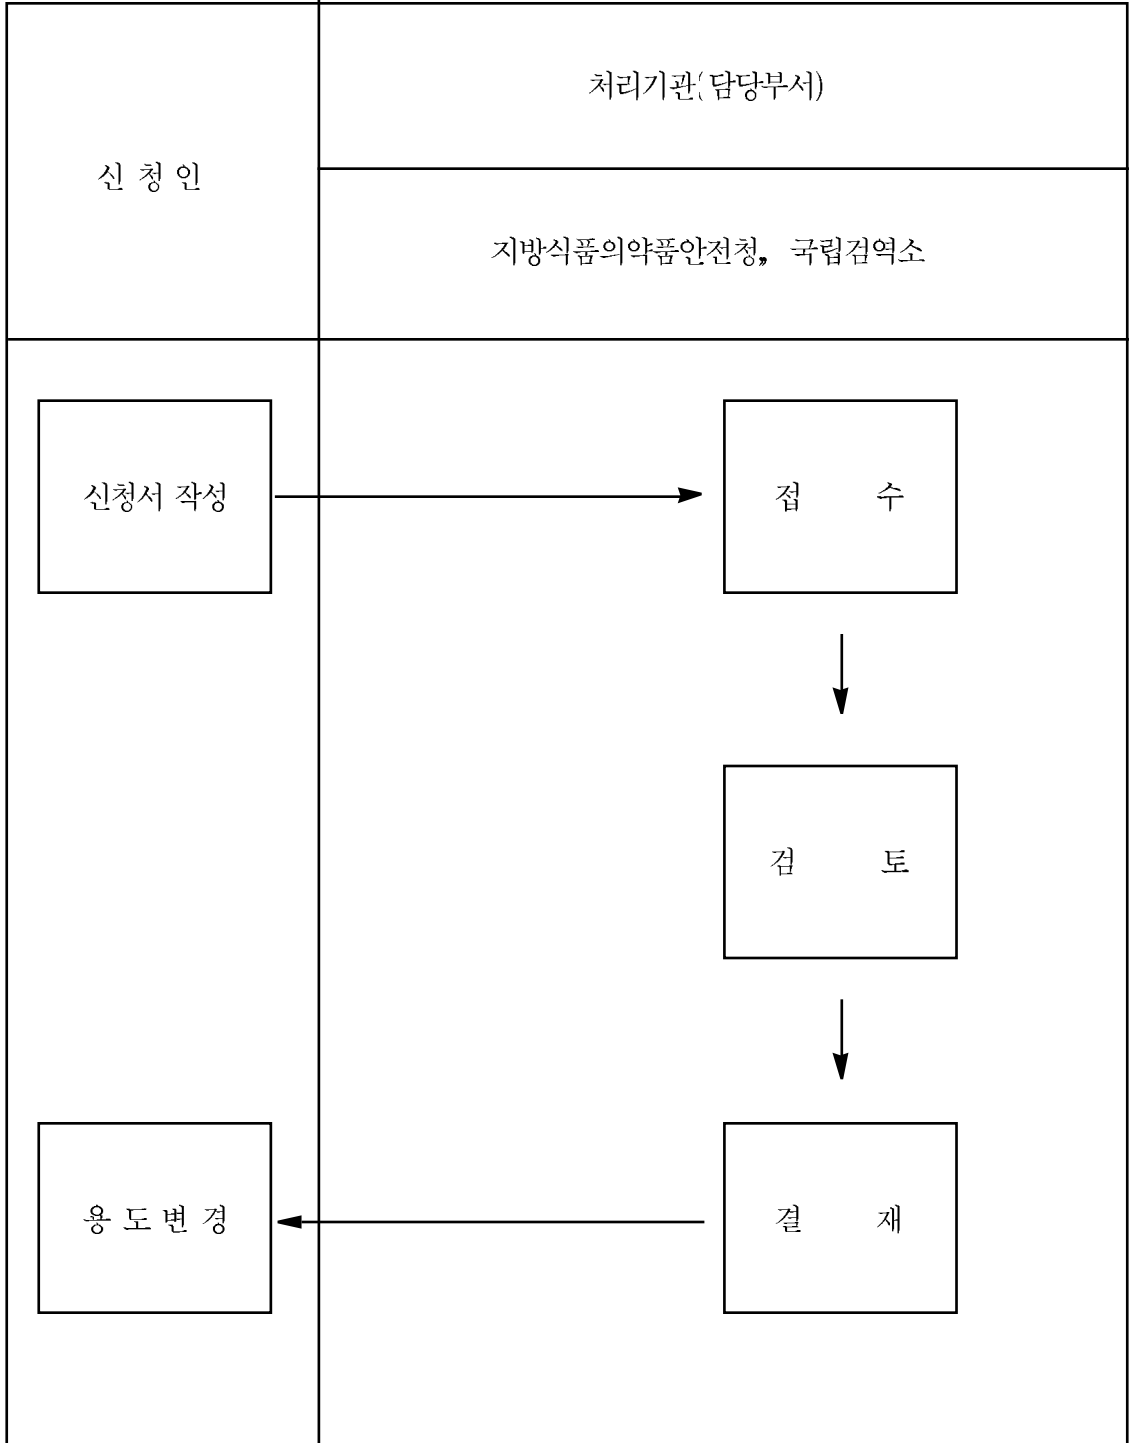 처리기관(담당부서)
신 청 인
지방식품의약품안전청, 국립검역소
신청서 작성
접 수
검 토
용 도 변 경
결 재